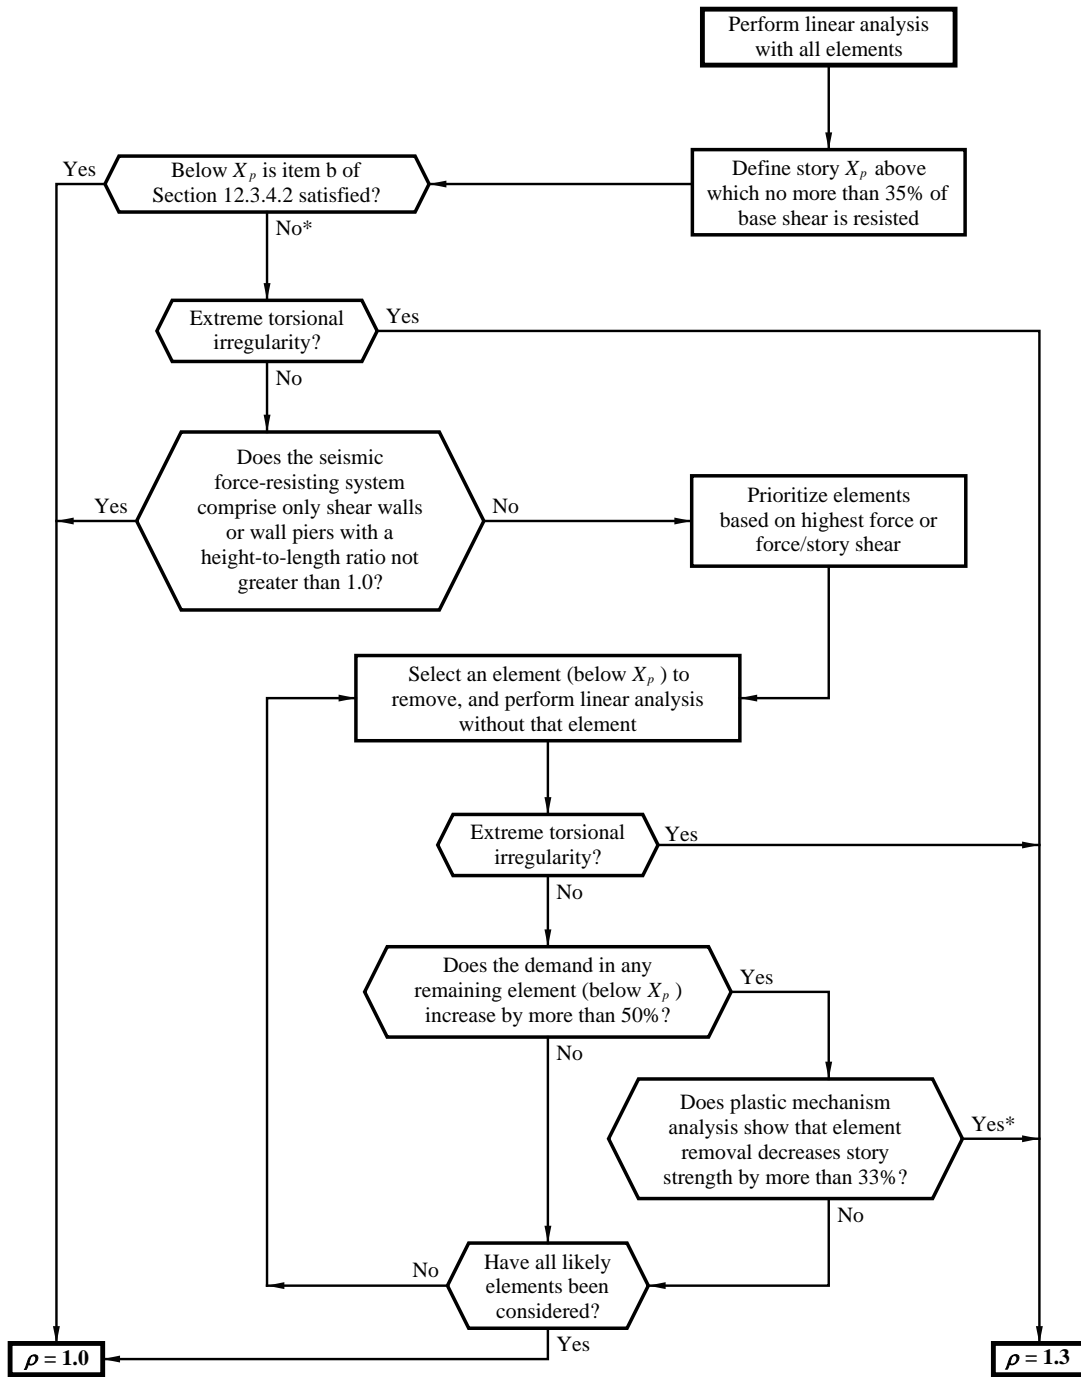 Perform linear analysis
with all elements
Define story X_p above
which no more than 35% of
base shear is resisted
Yes
Below X_p is item b of
Section 12.3.4.2 satisfied?
No*
Extreme torsional
irregularity?
Yes
No
Does the seismic
force-resisting system
comprise only shear walls
or wall piers with a
height-to-length ratio not
greater than 1.0?
Yes
No
Prioritize elements
based on highest force or
force/story shear
Select an element (below X_p ) to
remove, and perform linear analysis
without that element
Extreme torsional
irregularity?
Yes
No
Does the demand in any
remaining element (below X_p )
increase by more than 50%?
Yes
No
Does plastic mechanism
analysis show that element
removal decreases story
strength by more than 33%?
Yes*
No
Have all likely
elements been
considered?
No
Yes
ρ = 1.0
ρ = 1.3